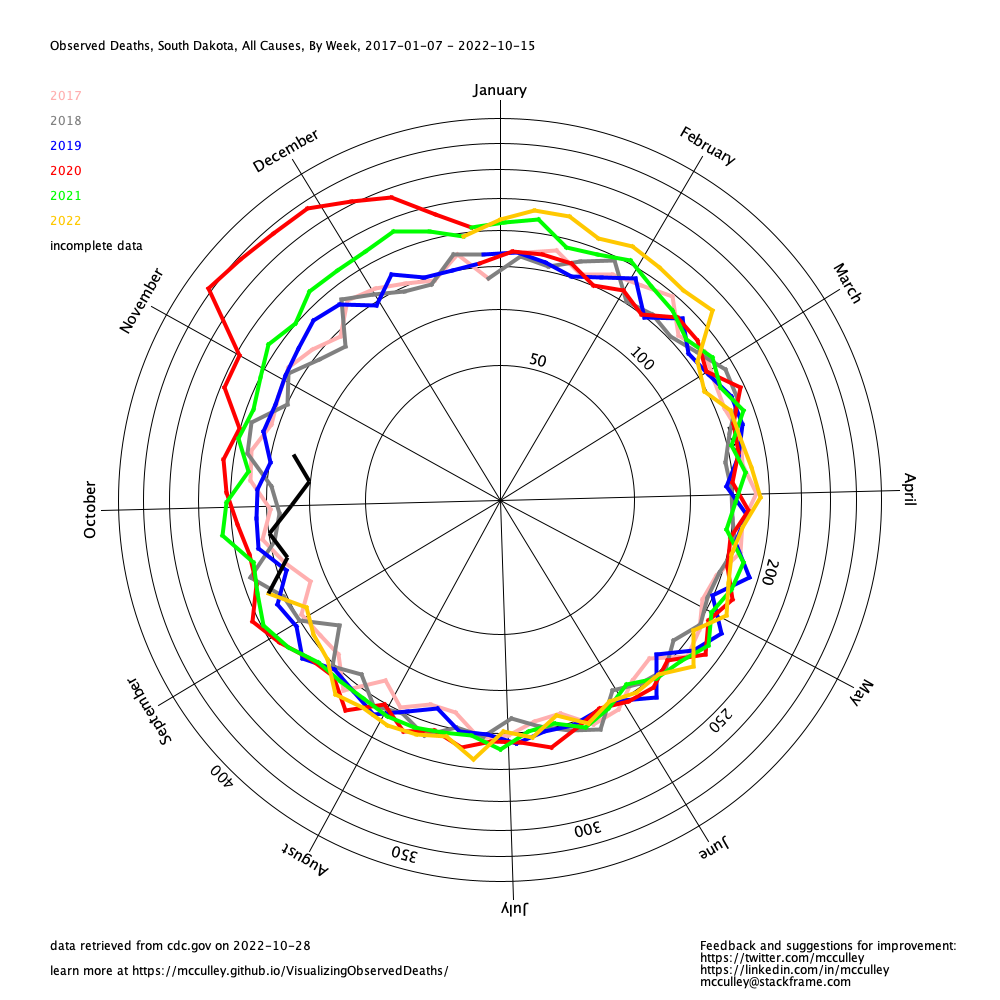 Observed Deaths, South Dakota, All Causes, By Week, 2017-01-07 - 2022-10-15
2017
2018
2019
2020
2021
2022
incomplete data
January
February
March
April
May
June
July
August
September
October
November
December
50
100
200
250
300
350
400
data retrieved from cdc.gov on 2022-10-28
learn more at https://mcculley.github.io/VisualizingObservedDeaths/
Feedback and suggestions for improvement:
https://twitter.com/mcculley
https://linkedin.com/in/mcculley
mcculley@stackframe.com